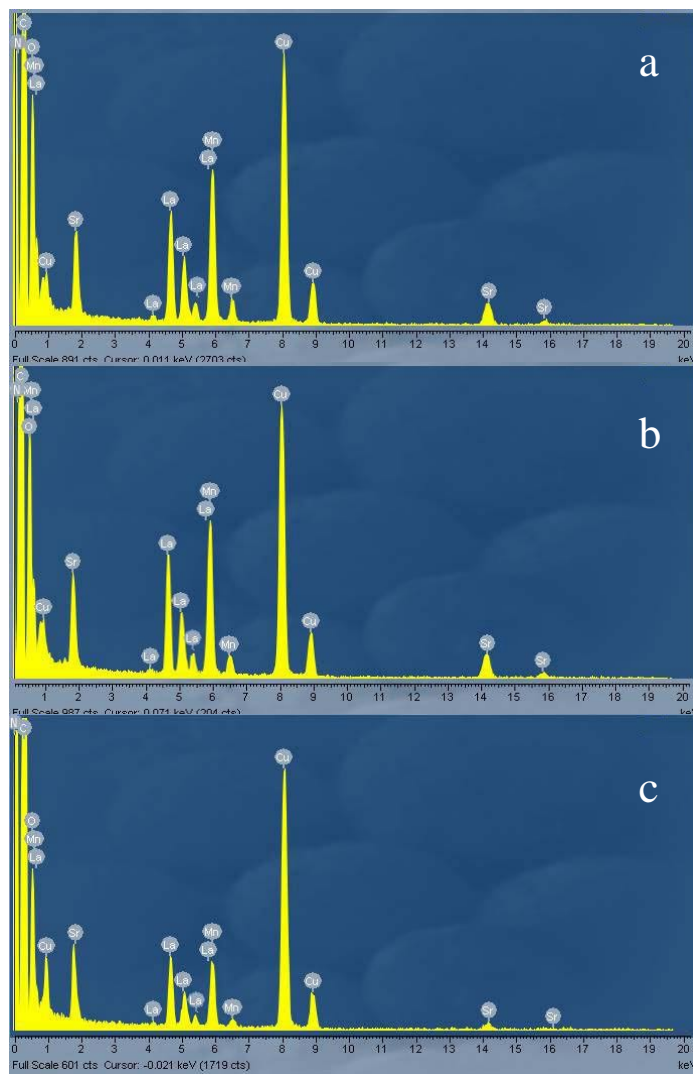 C
N O
Mn
La
Cu
Sr
La
La
La
La
Mn
Mn
Cu
Cu
Sr
Sr
a
0 1 2 3 4 5 6 7 8 9 10 11 12 13 14 15 16 17 18 19 20
Full Scale 891 cts Cursor: 0.011 keV (2703 cts) keV
C
N Mn
La
O
Cu
Sr
La
La
La
La
Mn
Mn
Cu
Cu
Sr
Sr
b
1 2 3 4 5 6 7 8 9 10 11 12 13 14 15 16 17 18 19 20
Full Scale 987 cts Cursor: 0.071 keV (204 cts) keV
N C
O
Mn
La
Cu
Sr
La
La
La
La
Mn
Mn
Cu
Cu
Sr
Sr
c
0 1 2 3 4 5 6 7 8 9 10 11 12 13 14 15 16 17 18 19 20
Full Scale 601 cts Cursor: -0.021 keV (1719 cts) keV